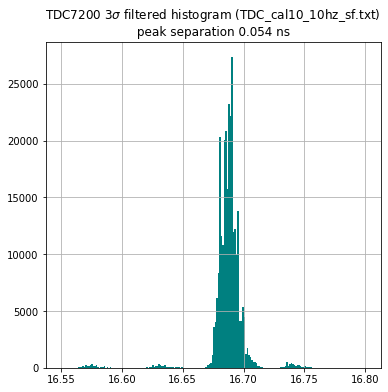 TDC7200 3σ filtered histogram (TDC_cal10_10hz_sf.txt)
peak separation 0.054 ns
25000
20000
15000
10000
5000
0
16.55 16.60 16.65 16.70 16.75 16.80